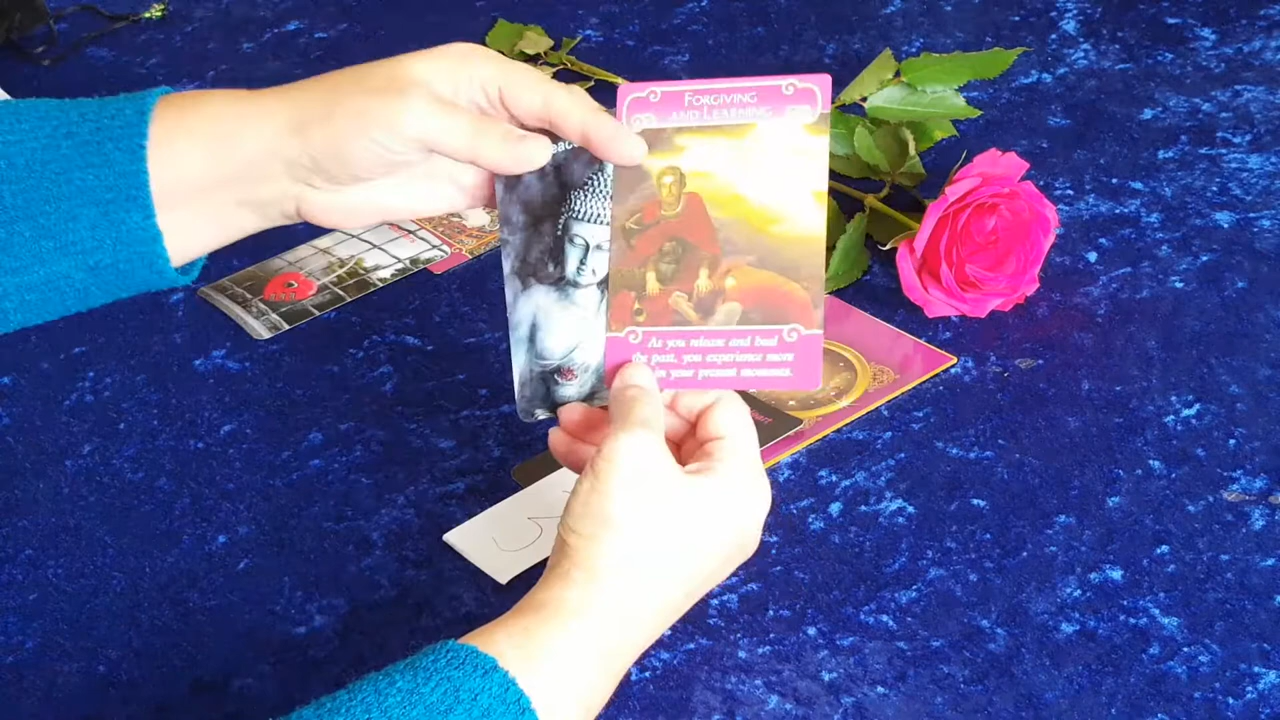 FORGIVING
AND LEARNING
As you release and heal
the past, you experience more
in your present moments.